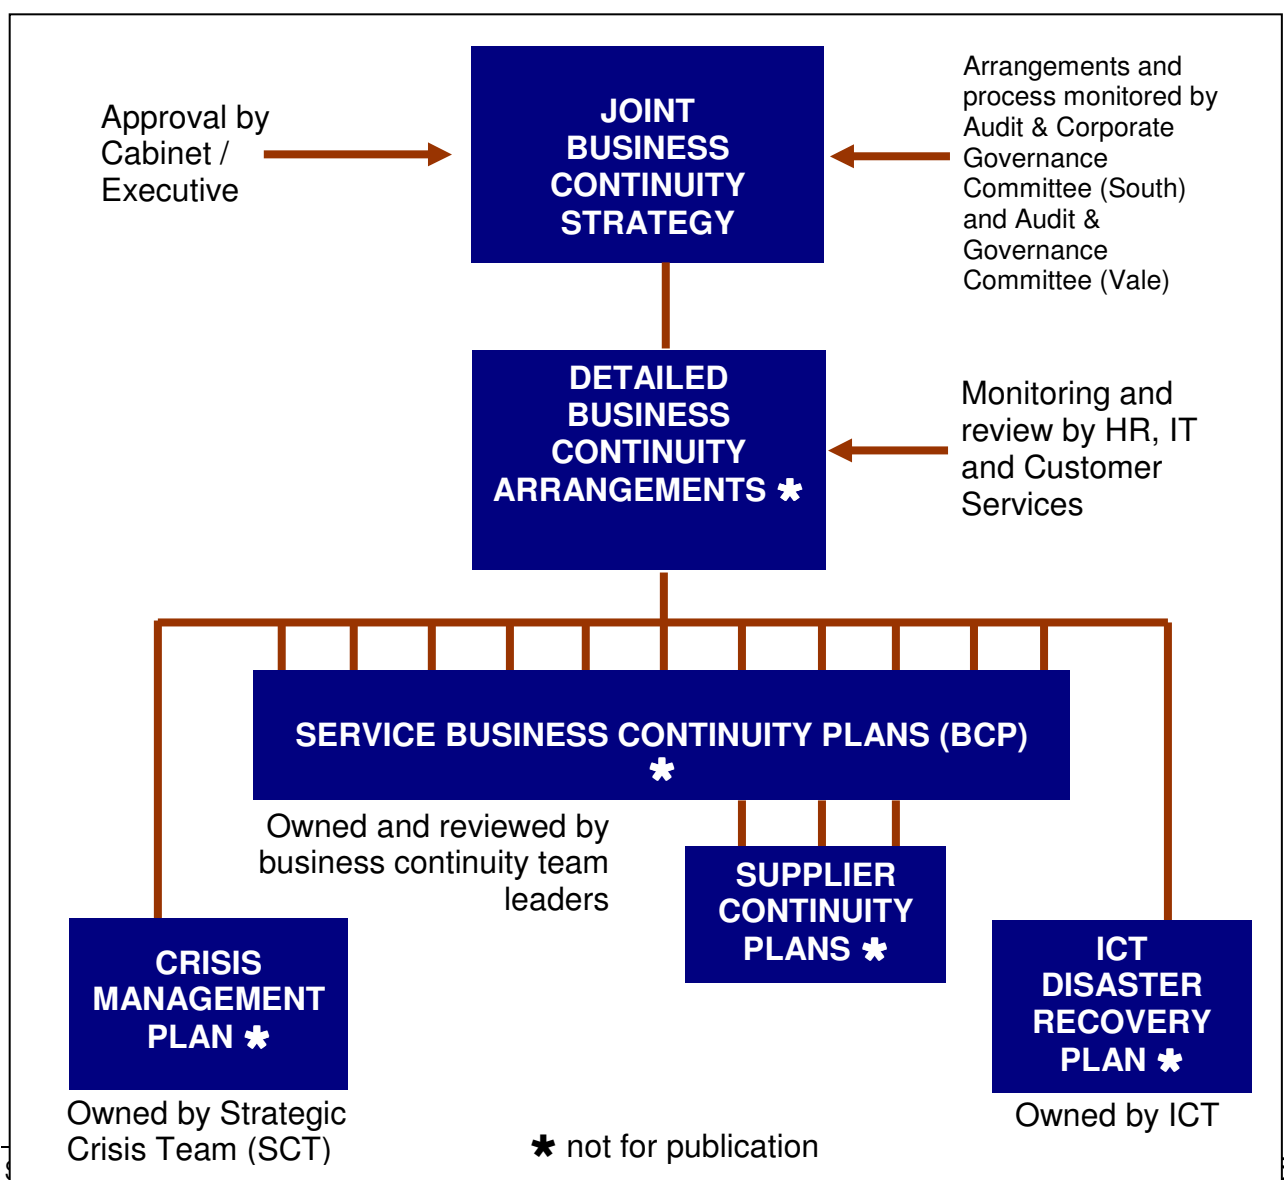 Approval by
Cabinet /
Executive
JOINT
BUSINESS
CONTINUITY
STRATEGY
Arrangements and
process monitored by
Audit & Corporate
Governance
Committee (South)
and Audit &
Governance
Committee (Vale)
DETAILED
BUSINESS
CONTINUITY
ARRANGEMENTS *
Monitoring and
review by HR, IT
and Customer
Services
SERVICE BUSINESS CONTINUITY PLANS (BCP)
*
Owned and reviewed by
business continuity team
leaders
SUPPLIER
CONTINUITY
PLANS *
CRISIS
MANAGEMENT
PLAN *
ICT
DISASTER
RECOVERY
PLAN *
Owned by Strategic
Crisis Team (SCT)
Owned by ICT
* not for publication